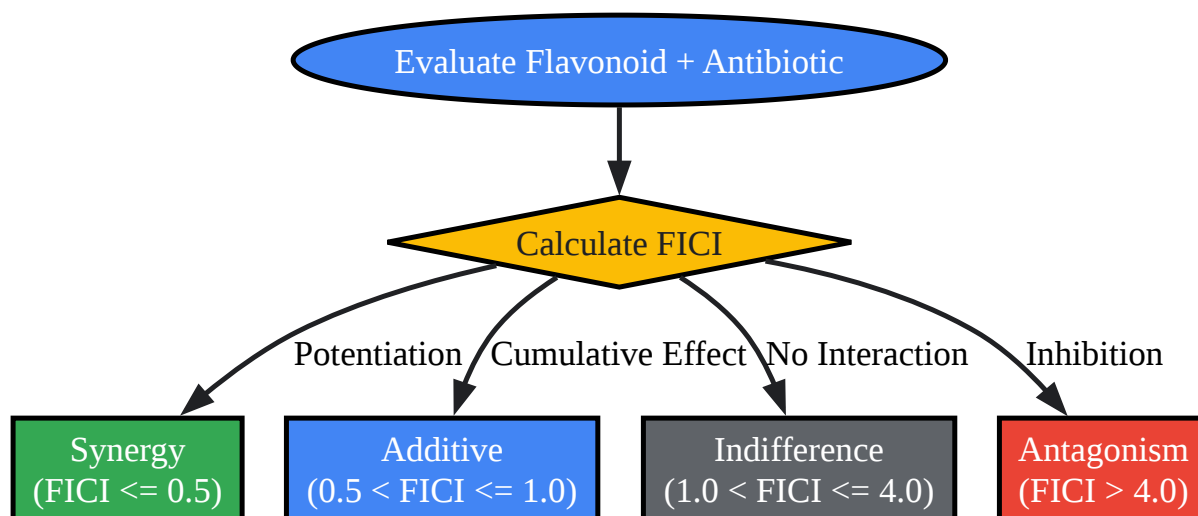 Evaluate Flavonoid + Antibiotic
Calculate FICI
Potentiation
Cumulative Effect
No Interaction
Inhibition
Synergy
(FICI <= 0.5)
Additive
(0.5 < FICI <= 1.0)
Indifference
(1.0 < FICI <= 4.0)
Antagonism
(FICI > 4.0)